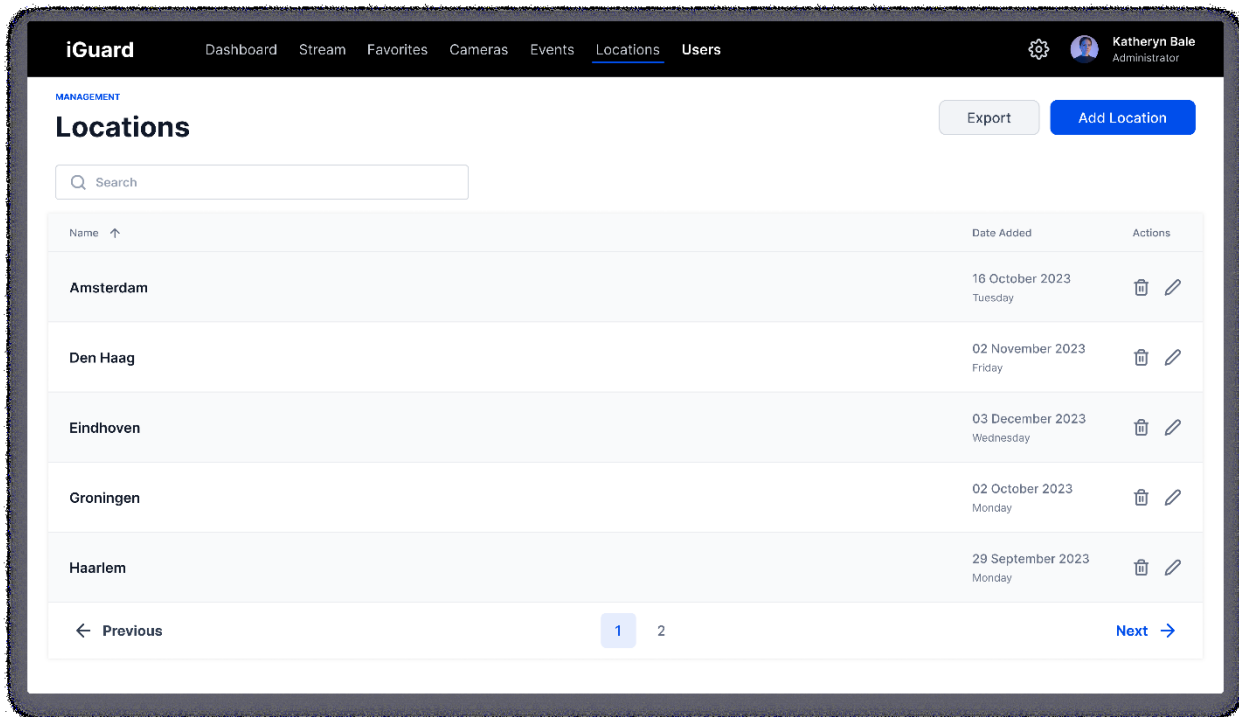 iGuard Dashboard Stream Favorites Cameras Events Locations Users Katheryn Bale
Administrator
MANAGEMENT
Locations
Export Add Location
Search
Name Date Added Actions
Amsterdam 16 October 2023
Tuesday
Den Haag 02 November 2023
Friday
Eindhoven 03 December 2023
Wednesday
Groningen 02 October 2023
Monday
Haarlem 29 September 2023
Monday
Previous 1 2 Next